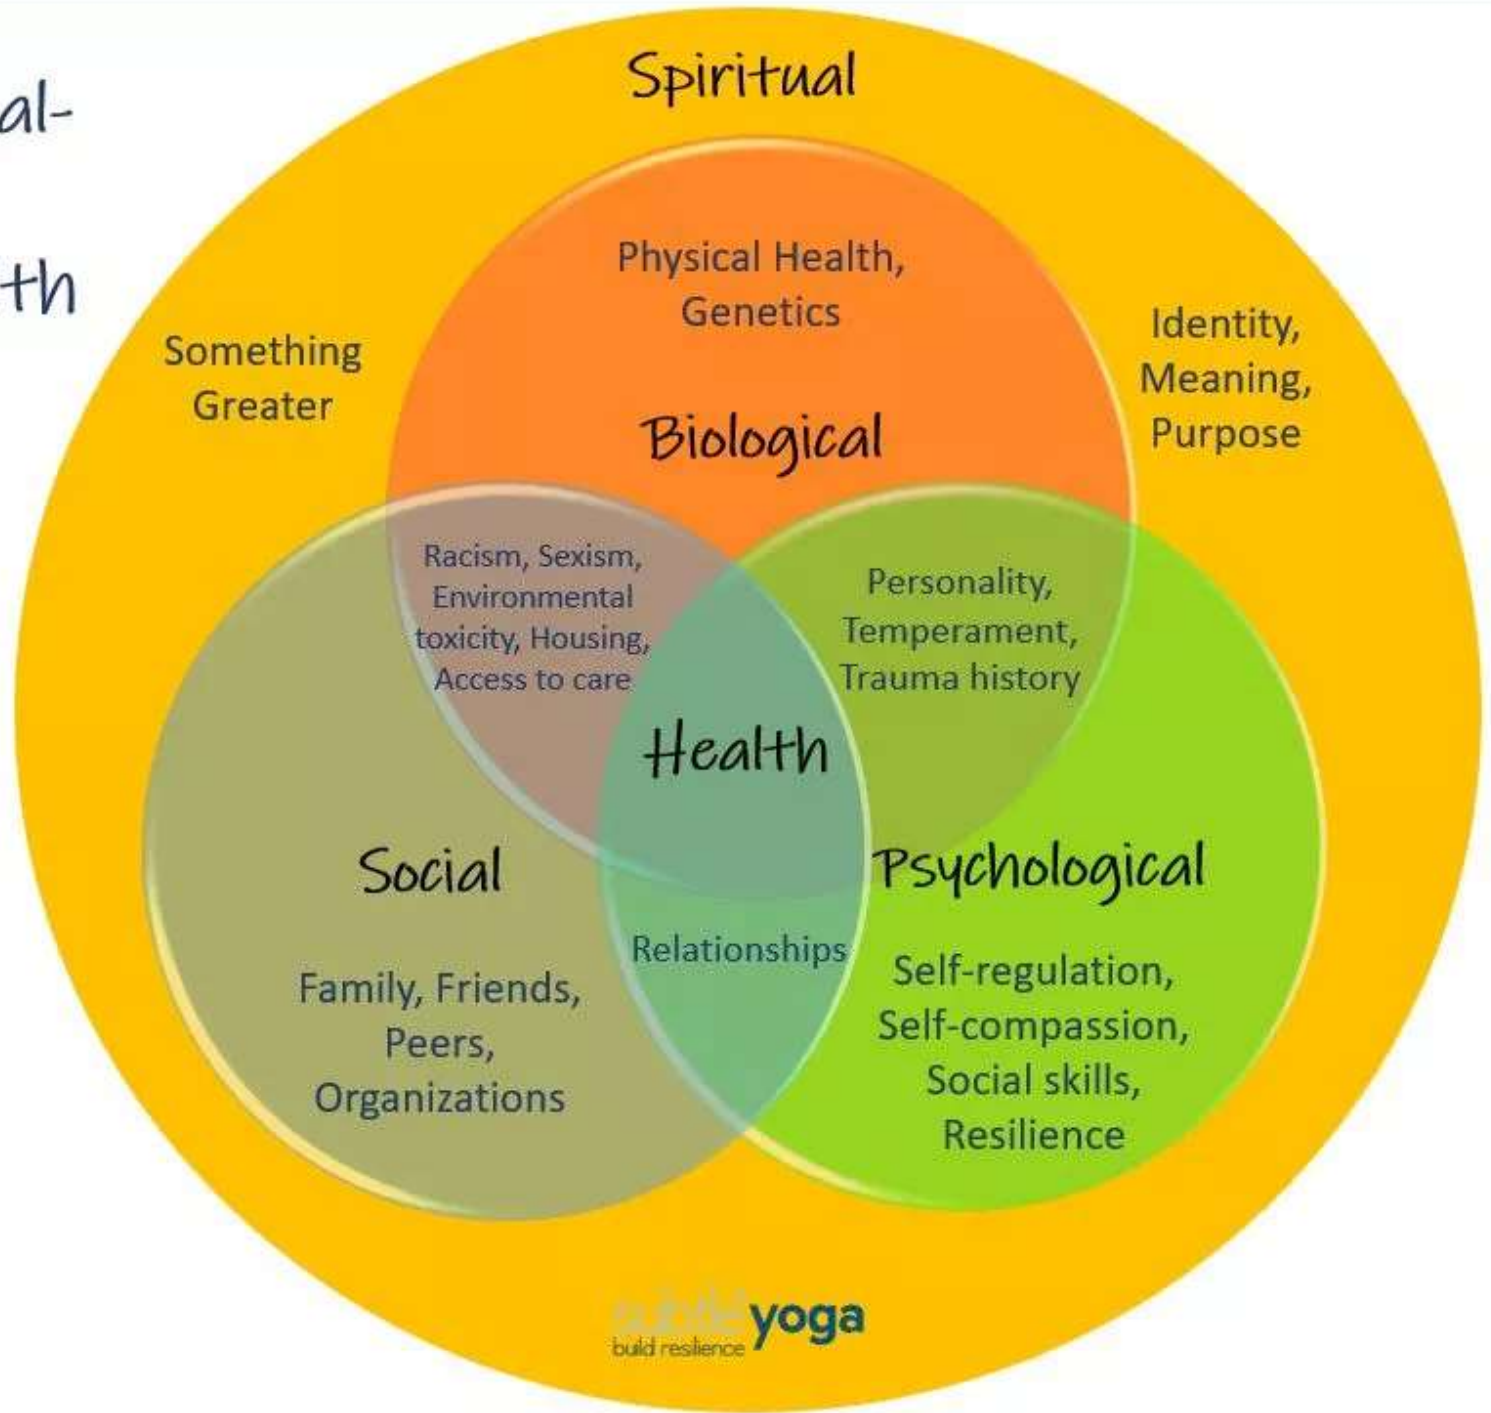 al-
th
Spiritual
Physical Health,
Genetics
Biological
Something
Greater
Identity,
Meaning,
Purpose
Racism, Sexism,
Environmental
toxicity, Housing,
Access to care
Personality,
Temperament,
Trauma history
Health
Social
Family, Friends,
Peers,
Organizations
Relationships
Psychological
Self-regulation,
Self-compassion,
Social skills,
Resilience
subtle yoga
build resilience